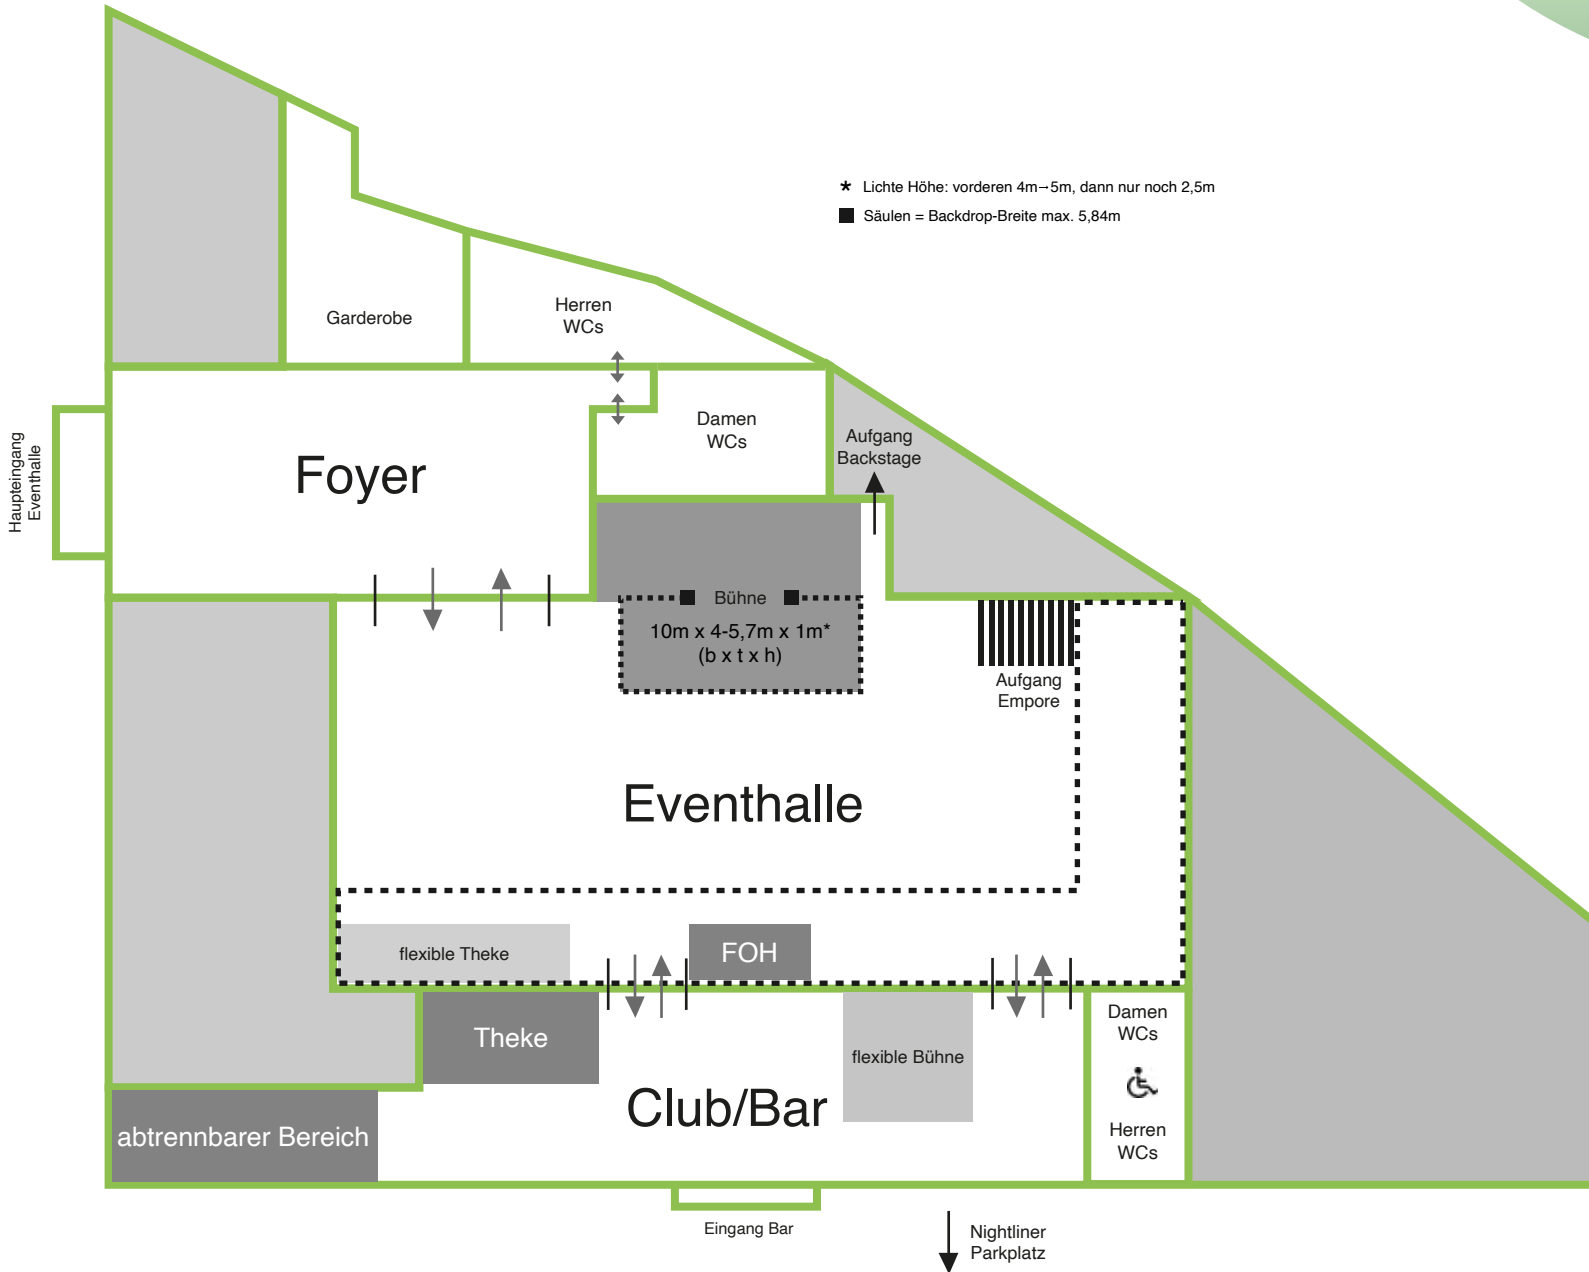 * Lichte Höhe: vorderen 4m–5m, dann nur noch 2,5m
Säulen = Backdrop-Breite max. 5,84m
Garderobe
Herren
WCs
Damen
WCs
Aufgang
Backstage
Haupteingang
Eventhalle
Foyer
Bühne
10m x 4-5,7m x 1m*
(b x t x h)
Aufgang
Empore
Eventhalle
flexible Theke
FOH
Theke
flexible Bühne
Damen
WCs
Club/Bar
abtrennbarer Bereich
Herren
WCs
Eingang Bar
Nightliner
Parkplatz